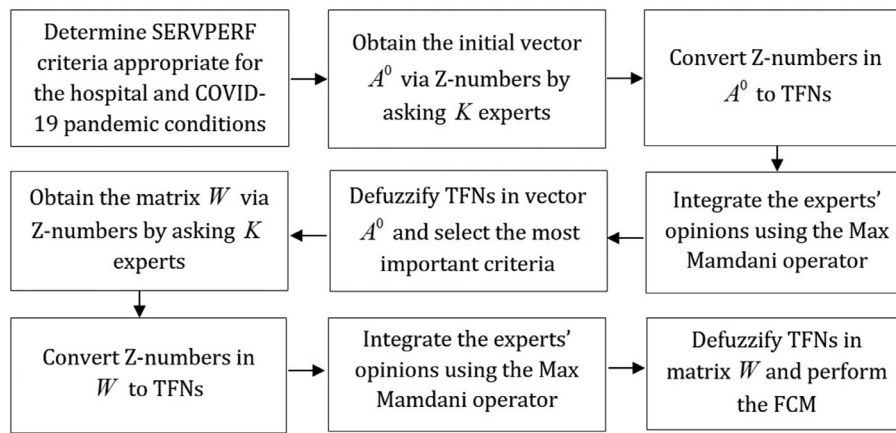 Determine SERVPERF
criteria appropriate for
the hospital and COVID-
19 pandemic conditions
Obtain the initial vector
A⁰ via Z-numbers by
asking K experts
Convert Z-numbers in
A⁰ to TFNs
Integrate the experts'
opinions using the Max
Mamdani operator
Defuzzify TFNs in vector
A⁰ and select the most
important criteria
Obtain the matrix W via
Z-numbers by asking K
experts
Convert Z-numbers in
W to TFNs
Integrate the experts'
opinions using the Max
Mamdani operator
Defuzzify TFNs in
matrix W and perform
the FCM